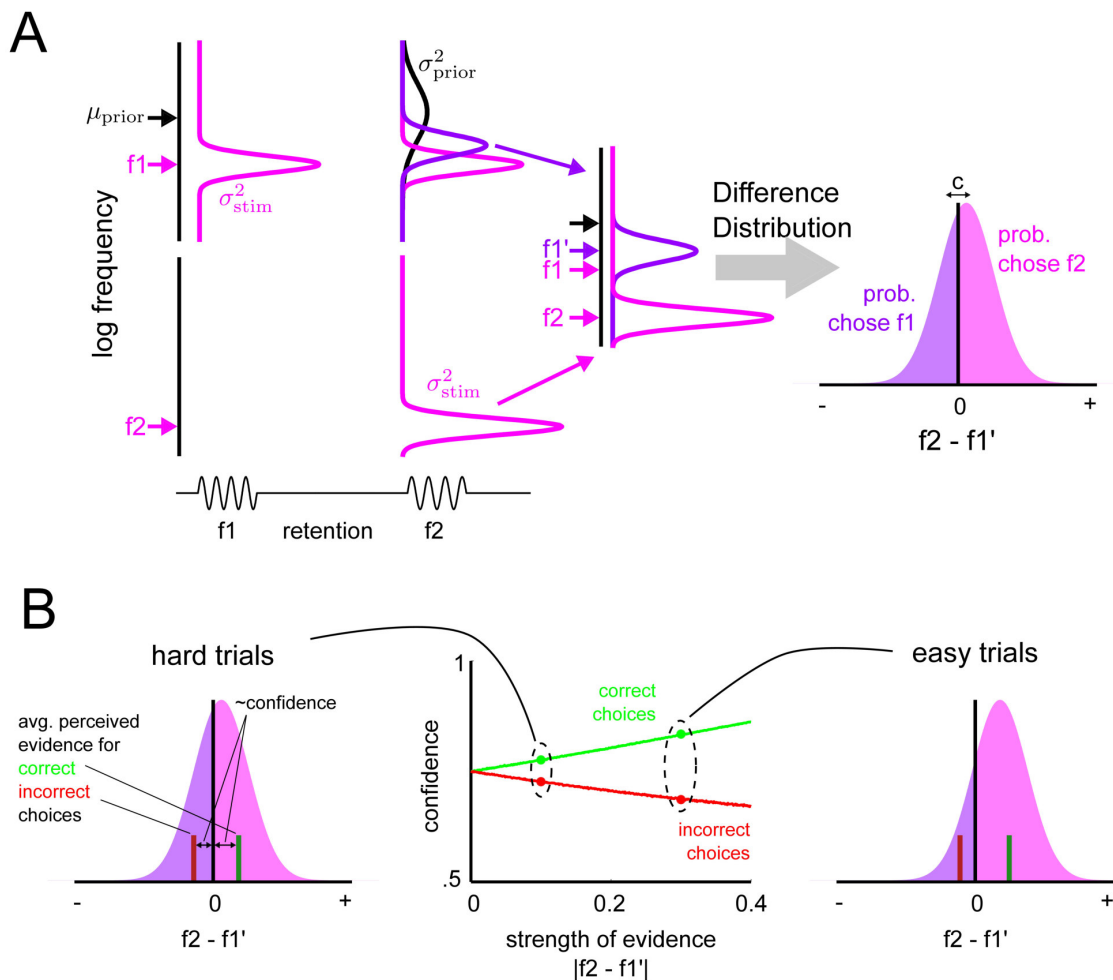 A
σ²prior
μprior
f1
σ²stim
log frequency
f2
σ²stim
f1
retention
f2
f1'
f1
f2
Difference
Distribution
c
prob.
chose f2
prob.
chose f1
-
0
+
f2 - f1'
B
hard trials
~confidence
avg. perceived
evidence for
correct
incorrect
choices
-
0
+
f2 - f1'
1
.5
confidence
correct
choices
incorrect
choices
0
0.2
0.4
strength of evidence
|f2 - f1'|
easy trials
-
0
+
f2 - f1'